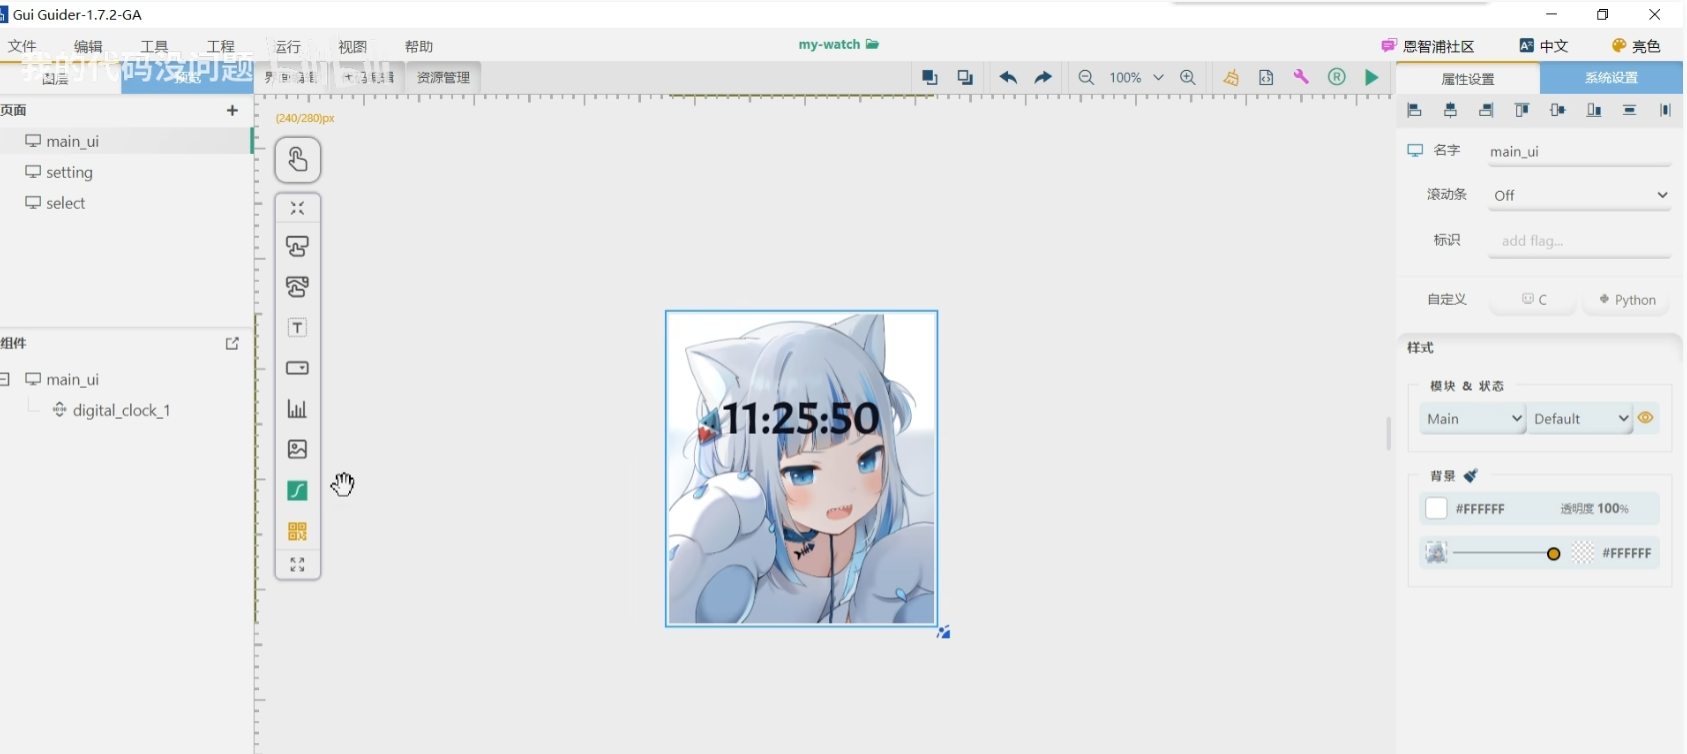 Gui Guider-1.7.2-GA
文件 编辑 工具 工程 运行 视图 帮助
my-watch
恩智浦社区 中文 亮色
我的代码没问题
bilibili
图层 预览
资源管理
100%
属性设置 系统设置
页面 +
main_ui
setting
select
(240/280)px
T
组件
main_ui
digital_clock_1
11:25:50
名字 main_ui
滚动条 Off
标识 add flag...
自定义 C Python
样式
模块 & 状态
Main Default
背景
#FFFFFF 透明度 100%
#FFFFFF